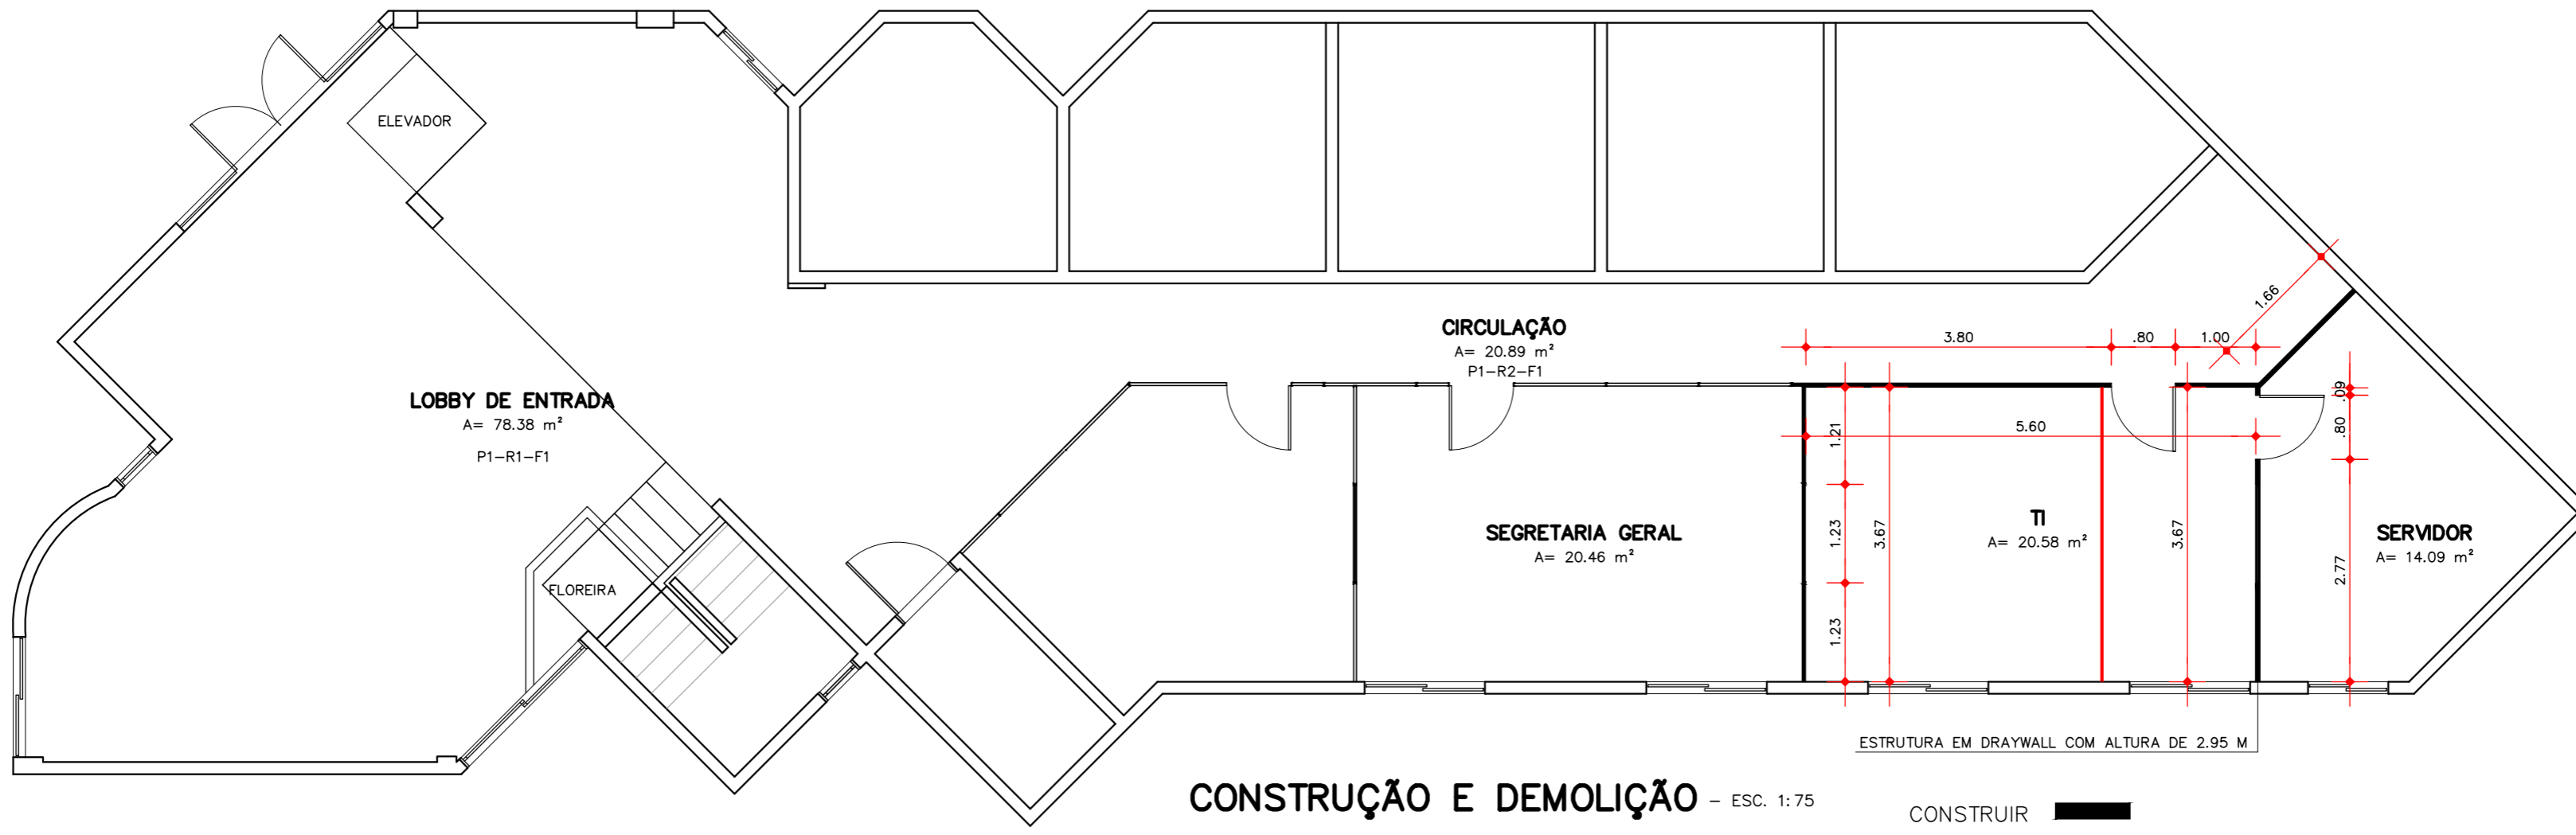 ELEVADOR
LOBBY DE ENTRADA
A= 78.38 m²
P1-R1-F1
FLOREIRA
CIRCULAÇÃO
A= 20.89 m²
P1-R2-F1
SEGRETARIA GERAL
A= 20.46 m²
3.80
.80
1.00
1.66
5.60
1.21
1.23
1.23
3.67
TI
A= 20.58 m²
3.67
.09
.80
2.77
SERVIDOR
A= 14.09 m²
ESTRUTURA EM DRAYWALL COM ALTURA DE 2.95 M
CONSTRUÇÃO E DEMOLIÇÃO - ESC. 1:75
CONSTRUIR